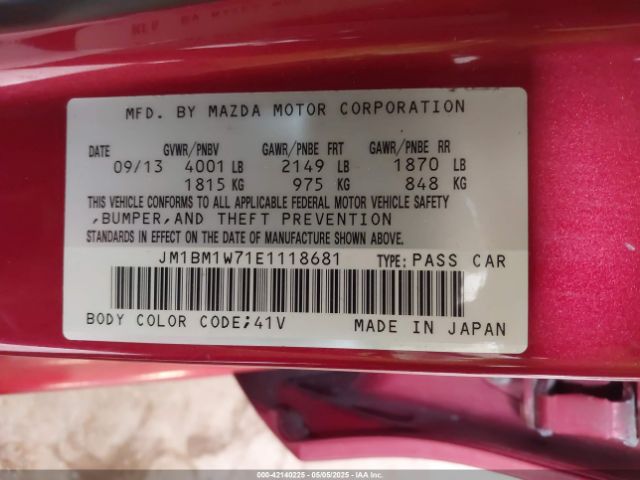 MFD. BY MAZDA MOTOR CORPORATION
DATE GVWR/PNBV GAWR/PNBE FRT GAWR/PNBE RR
09/13 4001 LB 2149 LB 1870 LB
1815 KG 975 KG 848 KG
THIS VEHICLE CONFORMS TO ALL APPLICABLE FEDERAL MOTOR VEHICLE SAFETY
,BUMPER,AND THEFT PREVENTION
STANDARDS IN EFFECT ON THE DATE OF MANUFACTURE SHOWN ABOVE.
JM1BM1W71E1118681 TYPE: PASS CAR
BODY COLOR CODE;41V MADE IN JAPAN
000-42140225 - 05/05/2025 - Copyright IAAI. Inc.